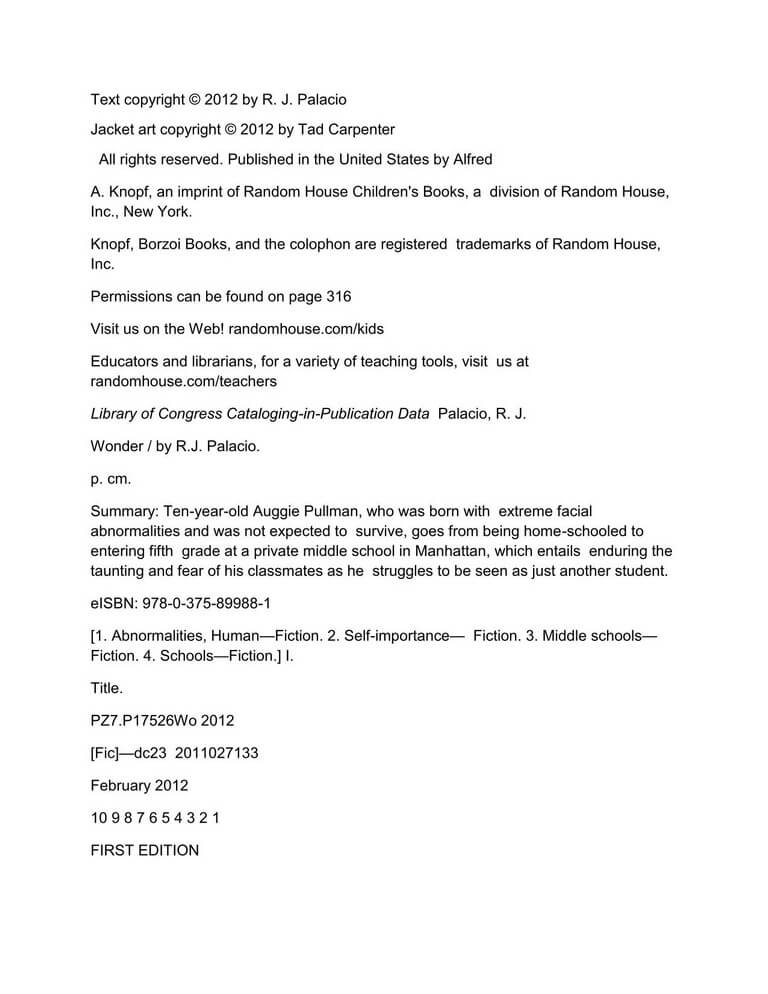 Text copyright © 2012 by R. J. Palacio
Jacket art copyright © 2012 by Tad Carpenter
All rights reserved. Published in the United States by Alfred
A. Knopf, an imprint of Random House Children's Books, a division of Random House,
Inc., New York.
Knopf, Borzoi Books, and the colophon are registered trademarks of Random House,
Inc.
Permissions can be found on page 316
Visit us on the Web! randomhouse.com/kids
Educators and librarians, for a variety of teaching tools, visit us at
randomhouse.com/teachers
Library of Congress Cataloging-in-Publication Data Palacio, R. J.
Wonder / by R.J. Palacio.
p. cm.
Summary: Ten-year-old Auggie Pullman, who was born with extreme facial
abnormalities and was not expected to survive, goes from being home-schooled to
entering fifth grade at a private middle school in Manhattan, which entails enduring the
taunting and fear of his classmates as he struggles to be seen as just another student.
eISBN: 978-0-375-89988-1
[1. Abnormalities, Human—Fiction. 2. Self-importance— Fiction. 3. Middle schools—
Fiction. 4. Schools—Fiction.] I.
Title.
PZ7.P17526Wo 2012
[Fic]—dc23 2011027133
February 2012
10 9 8 7 6 5 4 3 2 1
FIRST EDITION